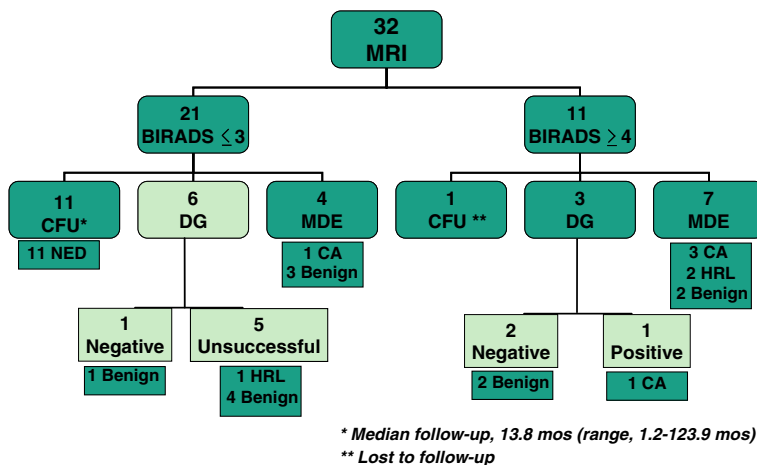 32
MRI
21
BIRADS ≤ 3
11
BIRADS ≥ 4
11
CFU*
6
DG
4
MDE
1
CFU **
3
DG
7
MDE
11 NED
1 CA
3 Benign
3 CA
2 HRL
2 Benign
1
Negative
5
Unsuccessful
2
Negative
1
Positive
1 Benign
1 HRL
4 Benign
2 Benign
1 CA
* Median follow-up, 13.8 mos (range, 1.2-123.9 mos)
** Lost to follow-up